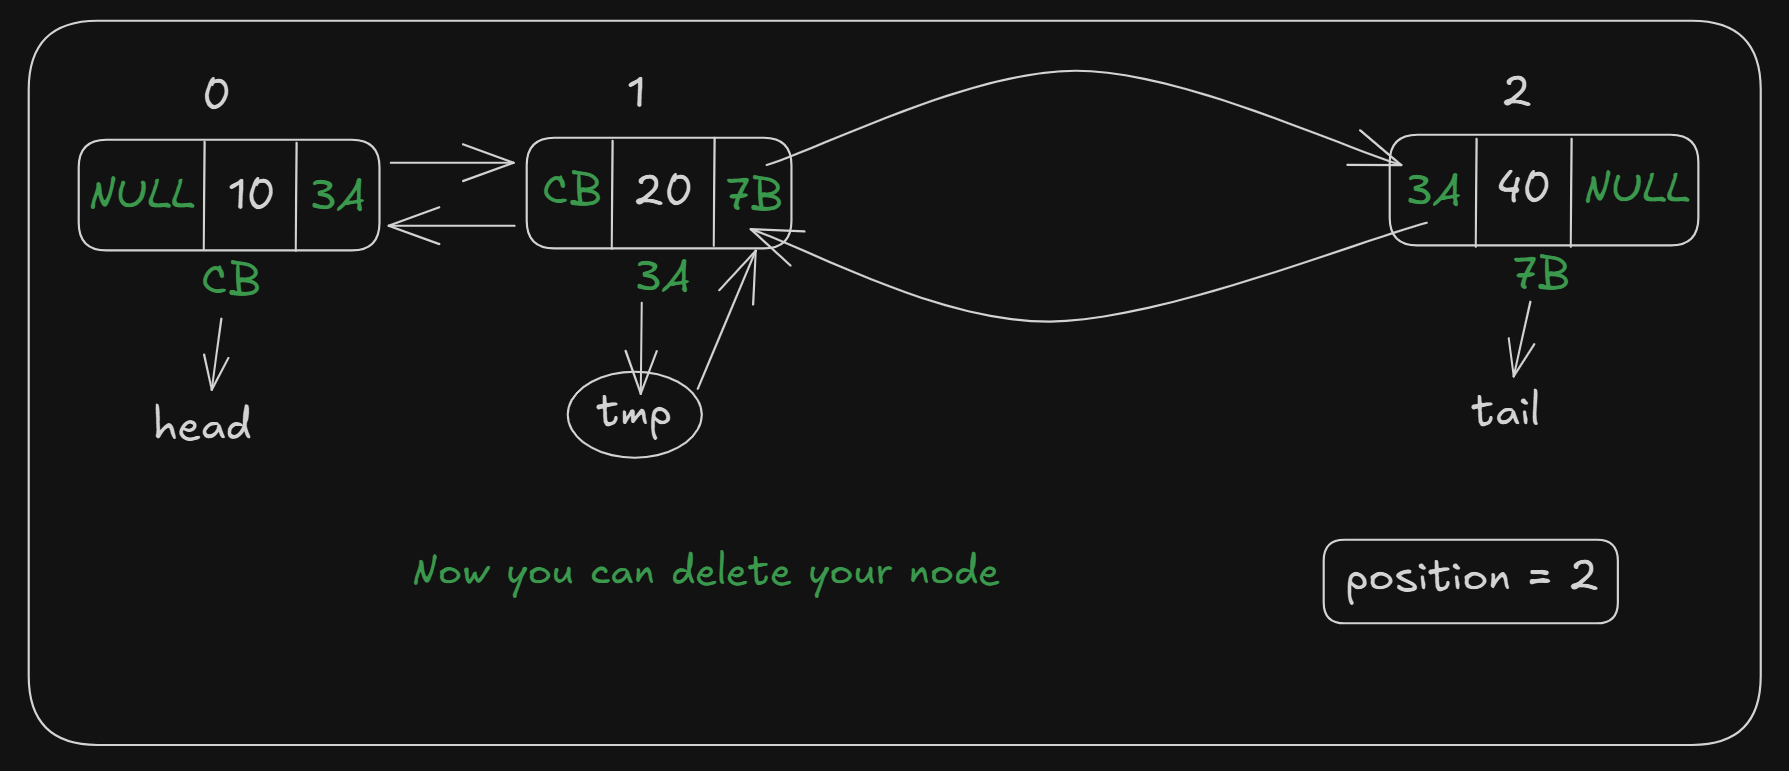 0 1 2
NULL 10 3A CB 20 7B 3A 40 NULL
CB 3A 7B
head tmp tail
Now you can delete your node
position = 2